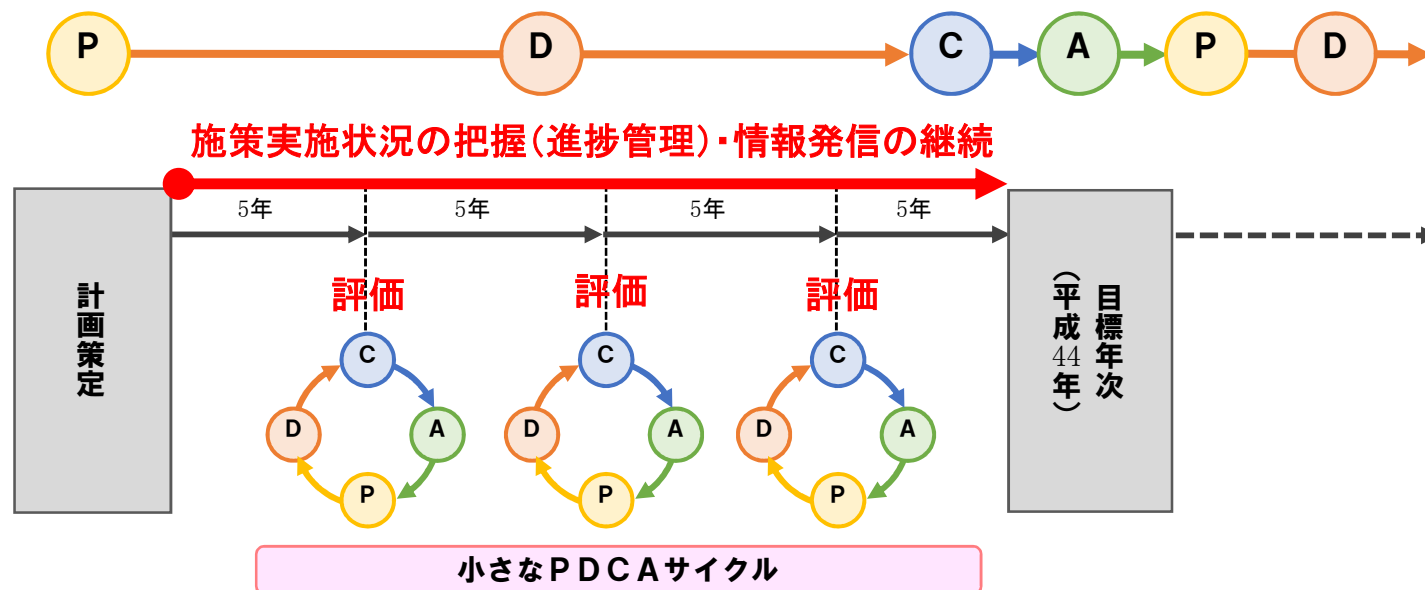 P D C A P D
施策実施状況の把握（進捗管理）・情報発信の継続
5年 5年 5年 5年
計画策定
評価 評価 評価
目標年次
（平成44年）
C C C
D A D A D A
P P P
小さなＰＤＣＡサイクル